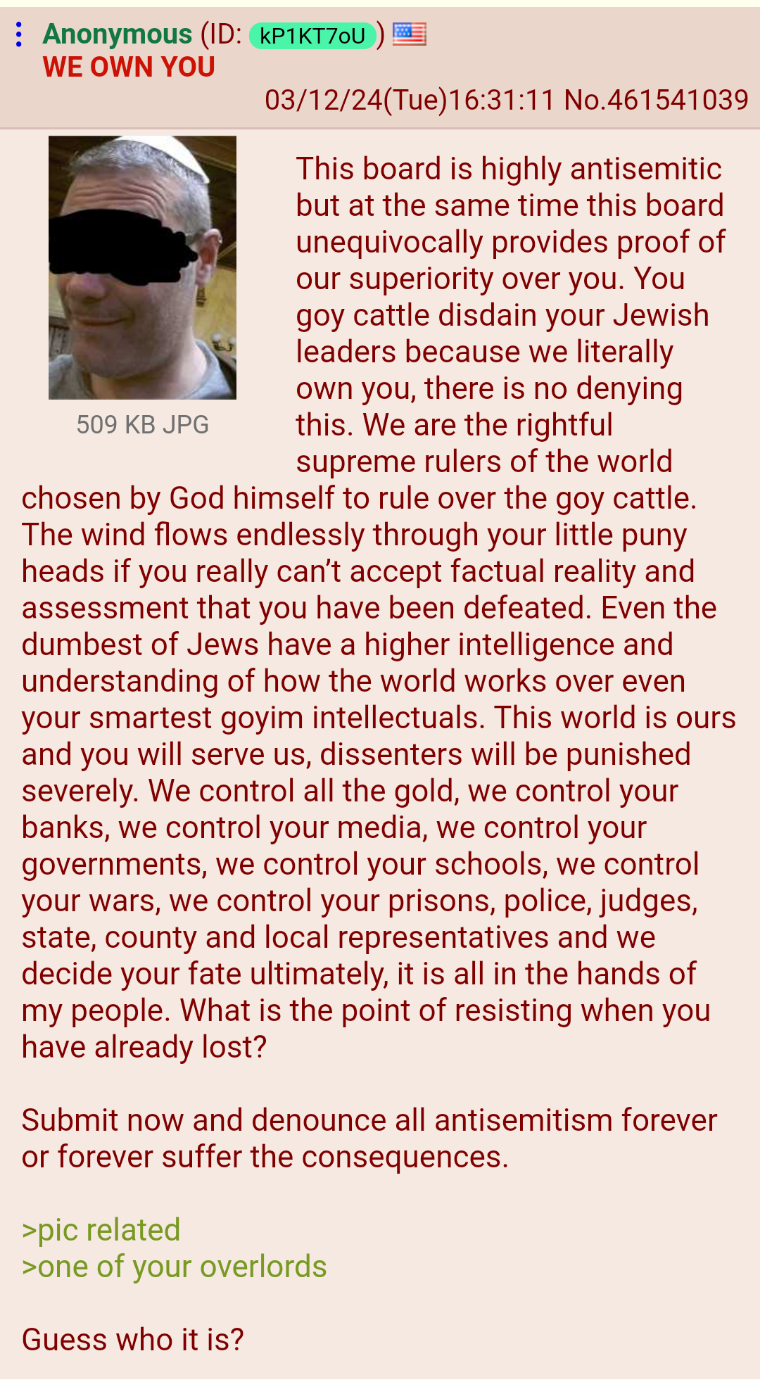 Anonymous (ID: kP1KT7oU)
WE OWN YOU
03/12/24(Tue)16:31:11 No.461541039
This board is highly antisemitic
but at the same time this board
unequivocally provides proof of
our superiority over you. You
goy cattle disdain your Jewish
leaders because we literally
own you, there is no denying
this. We are the rightful
supreme rulers of the world
509 KB JPG
chosen by God himself to rule over the goy cattle.
The wind flows endlessly through your little puny
heads if you really can’t accept factual reality and
assessment that you have been defeated. Even the
dumbest of Jews have a higher intelligence and
understanding of how the world works over even
your smartest goyim intellectuals. This world is ours
and you will serve us, dissenters will be punished
severely. We control all the gold, we control your
banks, we control your media, we control your
governments, we control your schools, we control
your wars, we control your prisons, police, judges,
state, county and local representatives and we
decide your fate ultimately, it is all in the hands of
my people. What is the point of resisting when you
have already lost?
Submit now and denounce all antisemitism forever
or forever suffer the consequences.
>pic related
>one of your overlords
Guess who it is?